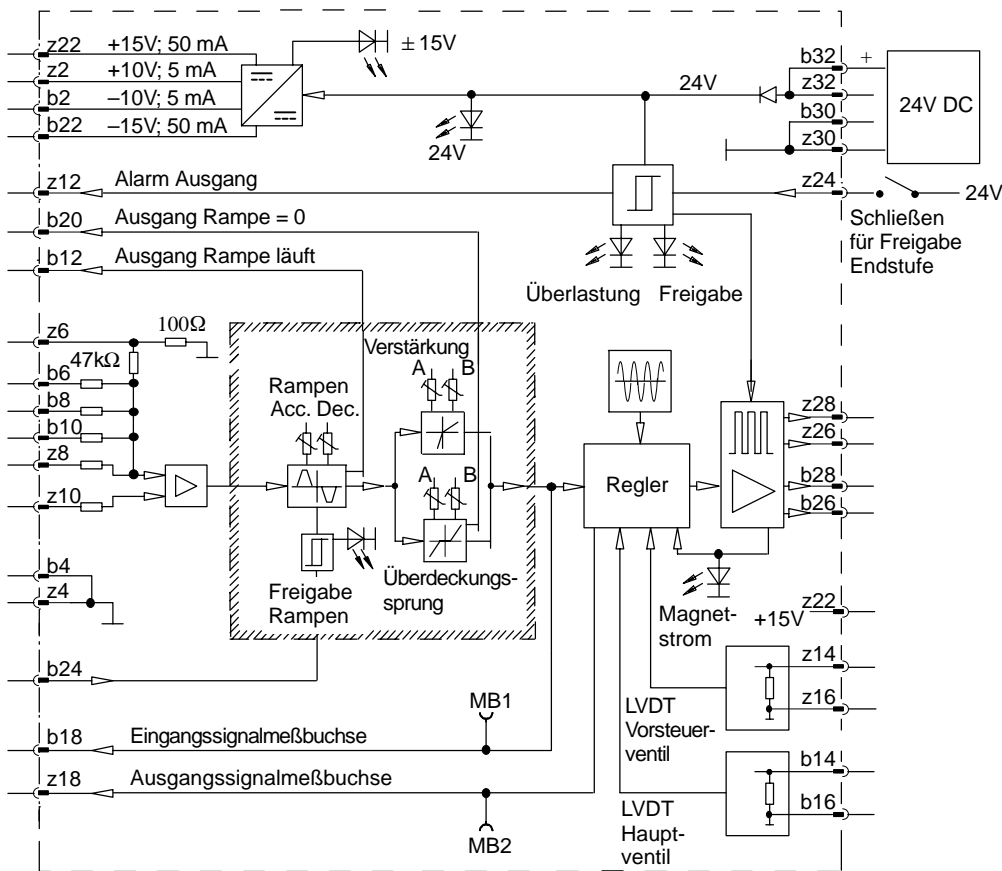 z22 +15V; 50 mA
± 15V
z2 +10V; 5 mA
b2 –10V; 5 mA
b22 –15V; 50 mA
24V
24V
b32 +
z32
b30
z30
24V DC
z12 Alarm Ausgang
z24
24V
b20 Ausgang Rampe = 0
b12 Ausgang Rampe läuft
Schließen
für Freigabe
Endstufe
Überlastung Freigabe
z6 100Ω
47kΩ
b6
b8
b10
z8
z10
Verstärkung
A B
Rampen
Acc. Dec.
A B
Überdeckungs-
sprung
Freigabe
Rampen
Regler
z28
z26
b28
b26
b4
z4
Magnet-
strom
z22
+15V
z14
z16
b24
MB1
LVDT
Vorsteuer-
ventil
b18 Eingangssignalmeßbuchse
z18 Ausgangssignalmeßbuchse
b14
b16
MB2
LVDT
Haupt-
ventil